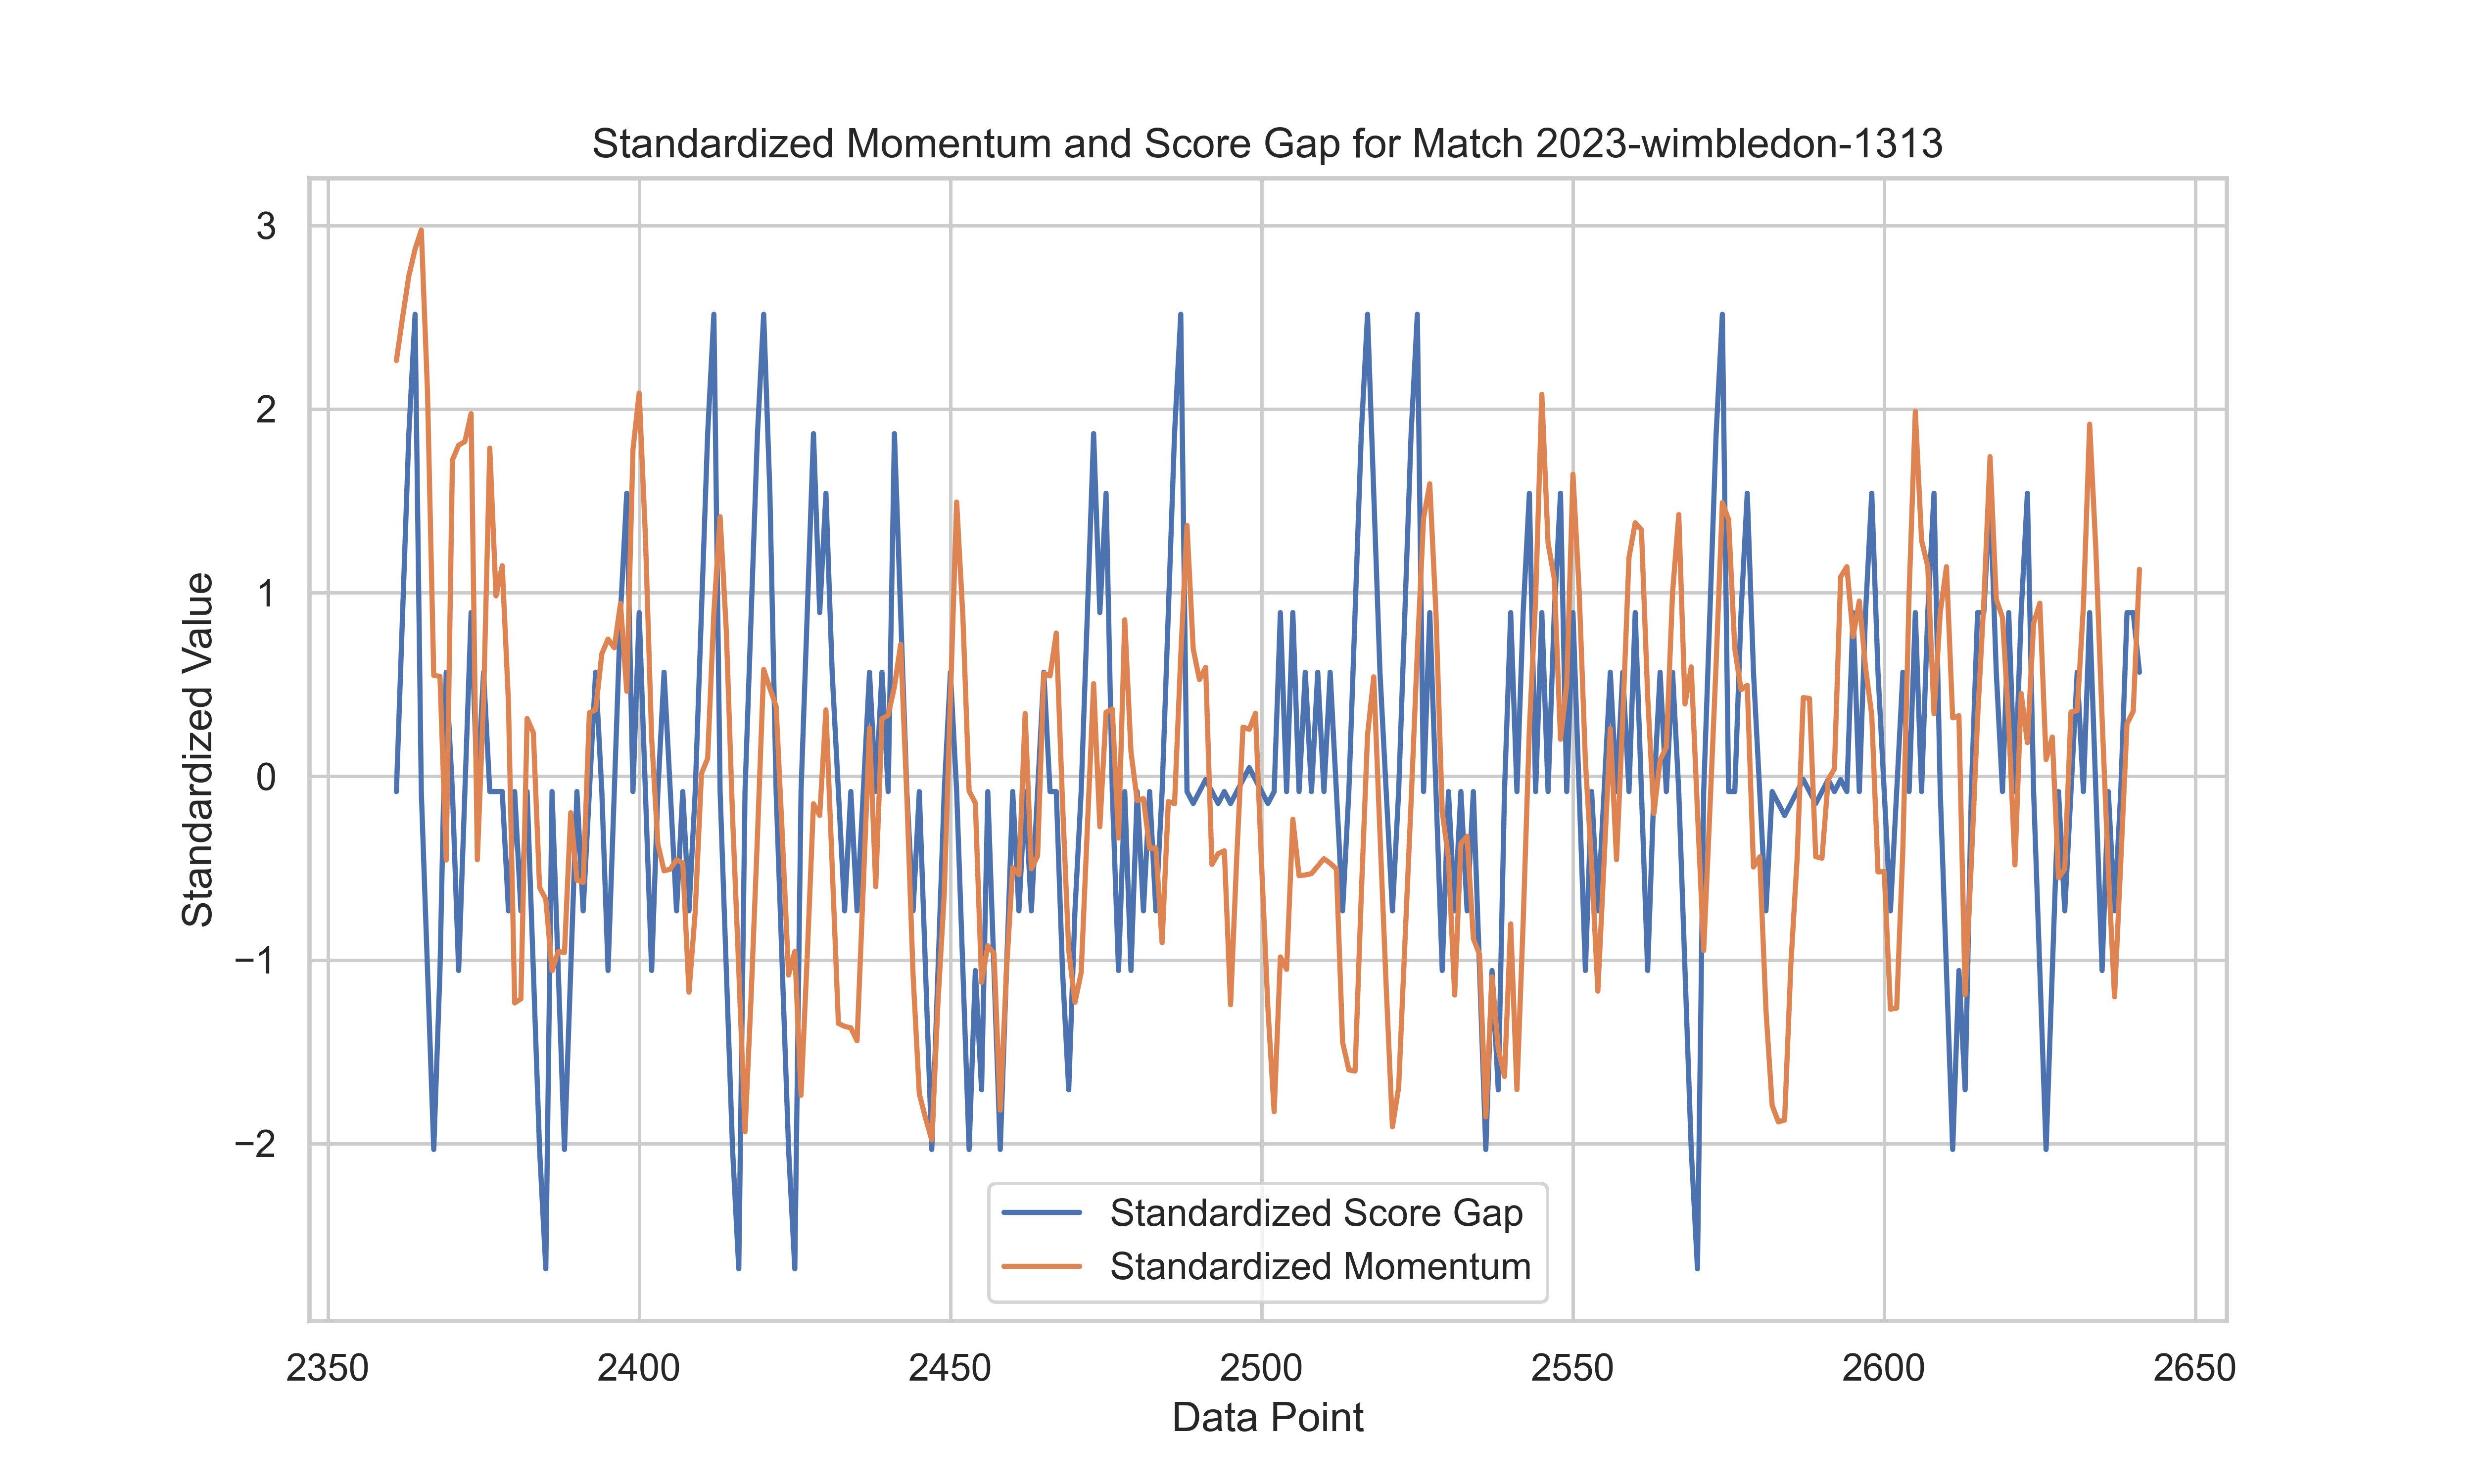 Standardized Momentum and Score Gap for Match 2023-wimbledon-1313
3
2
1
0
−1
−2
Standardized Value
Standardized Score Gap
Standardized Momentum
2350 2400 2450 2500 2550 2600 2650
Data Point